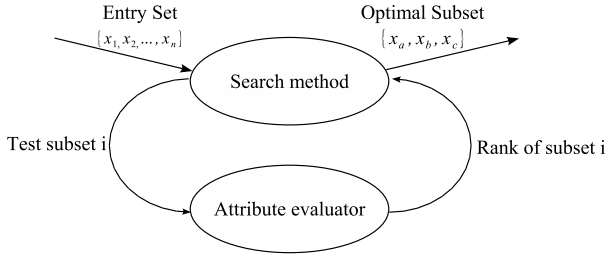 Entry Set
{x1, x2, ..., xn}
Optimal Subset
{xa, xb, xc}
Search method
Test subset i
Rank of subset i
Attribute evaluator